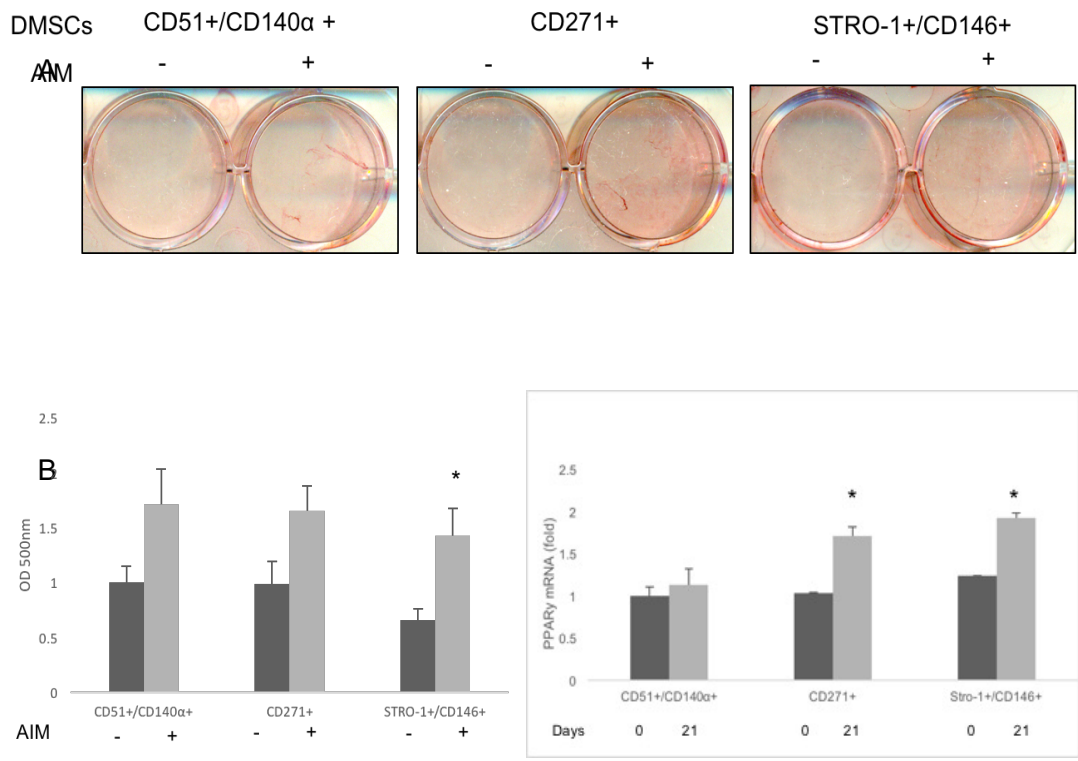 DMSCs CD51+/CD140α + CD271+ STRO-1+/CD146+
A
AIM - + - + - +
B
2.5
2
1.5
1
0.5
0
OD 500nm
*
CD51+/CD140α+ CD271+ STRO-1+/CD146+
AIM - + - + - +
2.5
2
1.5
1
0.5
0
PPARγ mRNA (fold)
* *
CD51+/CD140α+ CD271+ Stro-1+/CD146+
Days 0 21 0 21 0 21